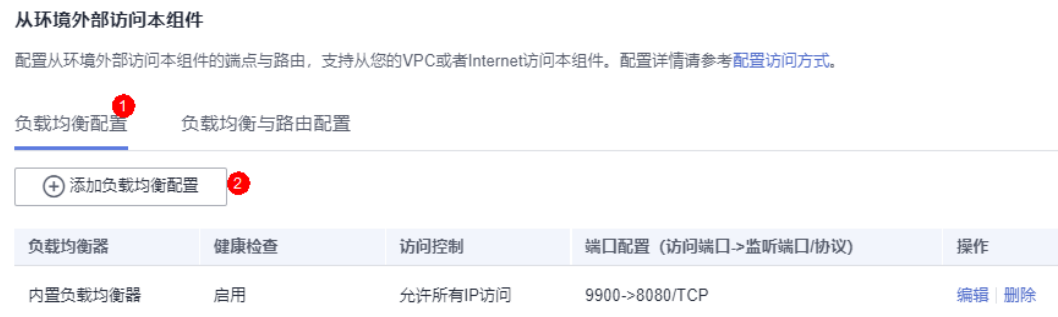 从环境外部访问本组件
配置从环境外部访问本组件的端点与路由，支持从您的VPC或者Internet访问本组件。配置详情请参考配置访问方式。
1
负载均衡配置 负载均衡与路由配置
添加负载均衡配置 2
负载均衡器 健康检查 访问控制 端口配置（访问端口->监听端口/协议） 操作
内置负载均衡器 启用 允许所有IP访问 9900->8080/TCP 编辑 删除